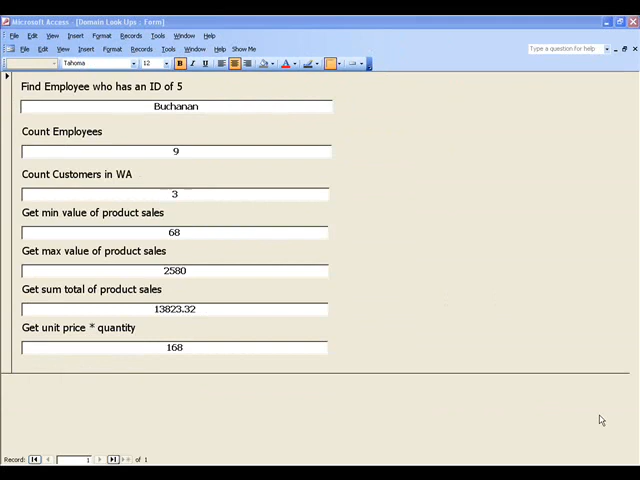 Microsoft Access - [Domain Look Ups : Form]
File Edit View Insert Format Records Tools Window Help
File Edit View Insert Format Records Tools Window Help Show Me
Type a question for help
Tahoma 12 B I U
Find Employee who has an ID of 5
Buchanan
Count Employees
9
Count Customers in WA
3
Get min value of product sales
68
Get max value of product sales
2580
Get sum total of product sales
13823.32
Get unit price * quantity
168
Record: 1 of 1